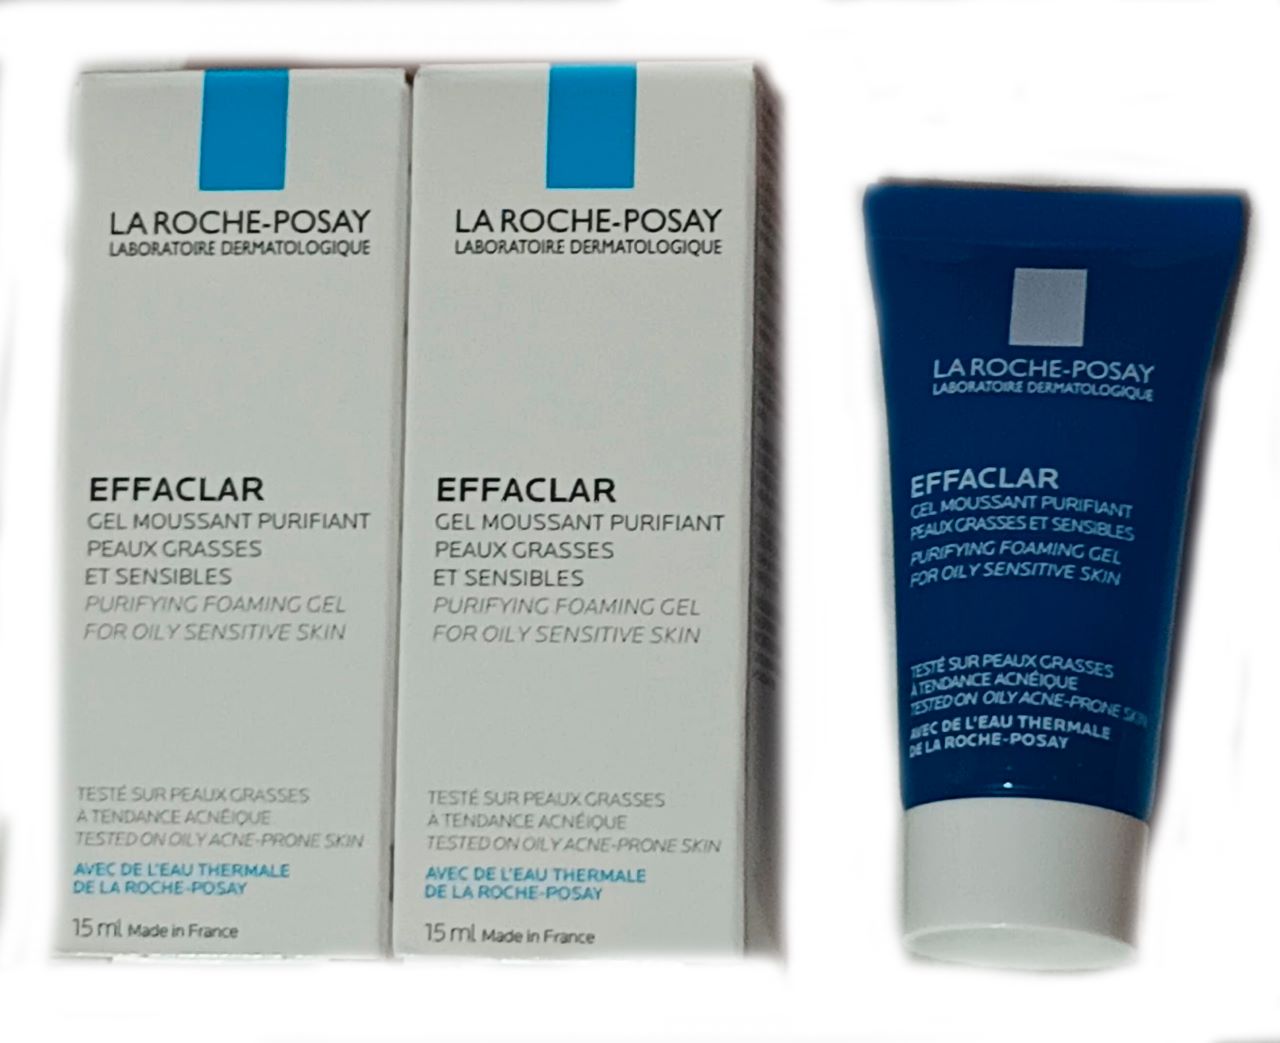 LA ROCHE-POSAY
LABORATOIRE DERMATOLOGIQUE
EFFACLAR
GEL MOUSSANT PURIFIANT
PEAUX GRASSES
ET SENSIBLES
PURIFYING FOAMING GEL
FOR OILY SENSITIVE SKIN
TESTÉ SUR PEAUX GRASSES
À TENDANCE ACNÉIQUE
TESTED ON OILY ACNE-PRONE SKIN
AVEC DE L'EAU THERMALE
DE LA ROCHE-POSAY
15 ml Made in France
LA ROCHE-POSAY
LABORATOIRE DERMATOLOGIQUE
EFFACLAR
GEL MOUSSANT PURIFIANT
PEAUX GRASSES
ET SENSIBLES
PURIFYING FOAMING GEL
FOR OILY SENSITIVE SKIN
TESTÉ SUR PEAUX GRASSES
À TENDANCE ACNÉIQUE
TESTED ON OILY ACNE-PRONE SKIN
AVEC DE L'EAU THERMALE
DE LA ROCHE-POSAY
15 ml Made in France
LA ROCHE-POSAY
LABORATOIRE DERMATOLOGIQUE
EFFACLAR
GEL MOUSSANT PURIFIANT
PEAUX GRASSES ET SENSIBLES
PURIFYING FOAMING GEL
FOR OILY SENSITIVE SKIN
TESTÉ SUR PEAUX GRASSES
À TENDANCE ACNÉIQUE
TESTED ON OILY ACNE-PRONE SKIN
AVEC DE L'EAU THERMALE
DE LA ROCHE-POSAY